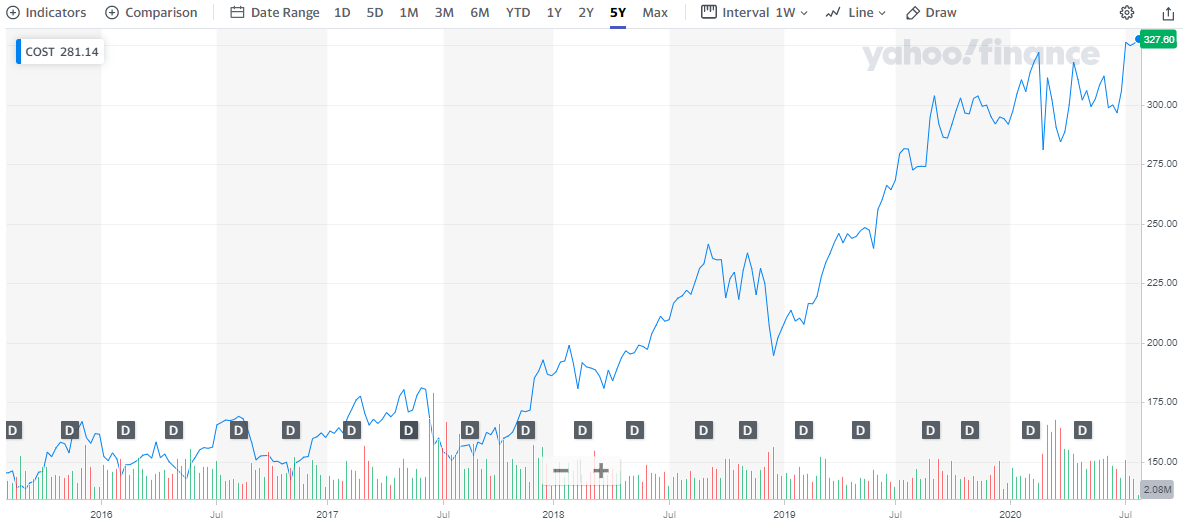 Indicators Comparison Date Range 1D 5D 1M 3M 6M YTD 1Y 2Y 5Y Max Interval 1W Line Draw
COST 281.14
yahoo!finance
327.60
300.00
275.00
250.00
225.00
200.00
175.00
D D D D D D D D D D D D D D D D D D D D
150.00
2.08M
2016 Jul 2017 Jul 2018 Jul 2019 Jul 2020 Jul